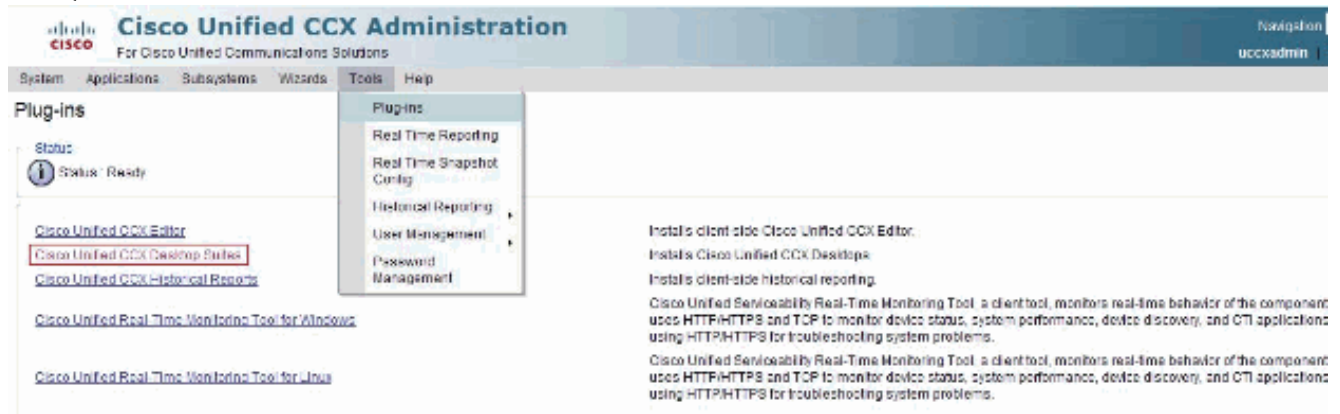 cisco
Cisco Unified CCX Administration
For Cisco Unified Communications Solutions
Navigation
uccxadmin
System Applications Subsystems Wizards Tools Help
Plug-ins
Plug-ins
Real Time Reporting
Real Time Snapshot
Config
Historical Reporting
User Management
Password
Management
Status
Status : Ready
Cisco Unified CCX Editor
Installs client-side Cisco Unified CCX Editor.
Cisco Unified CCX Desktop Suites
Installs Cisco Unified CCX Desktops
Cisco Unified CCX Historical Reports
Installs client-side historical reporting.
Cisco Unified Real-Time Monitoring Tool for Windows
Cisco Unified Serviceability Real-Time Monitoring Tool, a client tool, monitors real-time behavior of the component
uses HTTP/HTTPS and TCP to monitor device status, system performance, device discovery, and CTI applications
using HTTP/HTTPS for troubleshooting system problems.
Cisco Unified Real-Time Monitoring Tool for Linux
Cisco Unified Serviceability Real-Time Monitoring Tool, a client tool, monitors real-time behavior of the component
uses HTTP/HTTPS and TCP to monitor device status, system performance, device discovery, and CTI applications
using HTTP/HTTPS for troubleshooting system problems.